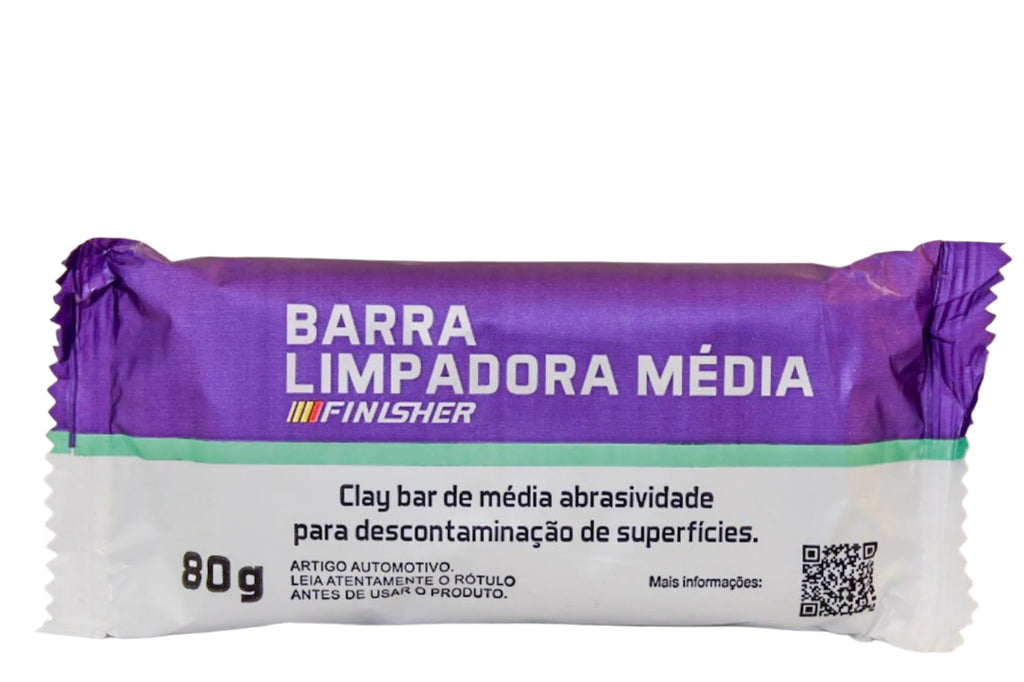 BARRA
LIMPADORA MÉDIA
FINISHER
Clay bar de média abrasividade
para descontaminação de superfícies.
80g
ARTIGO AUTOMOTIVO.
LEIA ATENTAMENTE O RÓTULO
ANTES DE USAR O PRODUTO.
Mais informações: